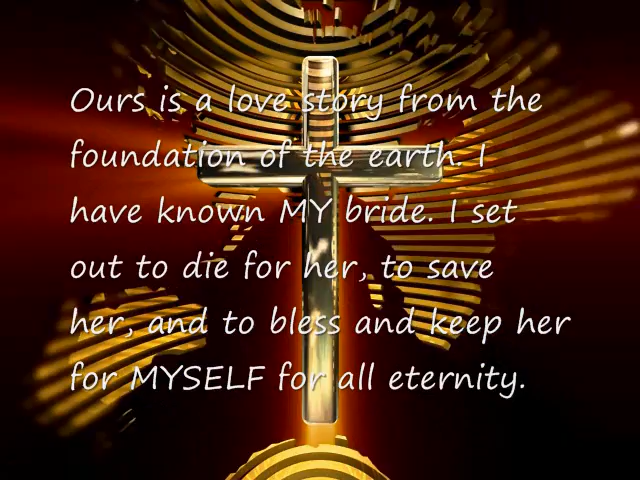 Ours is a love story from the
foundation of the earth. I
have known MY bride. I set
out to die for her, to save
her, and to bless and keep her
for MYSELF for all eternity.